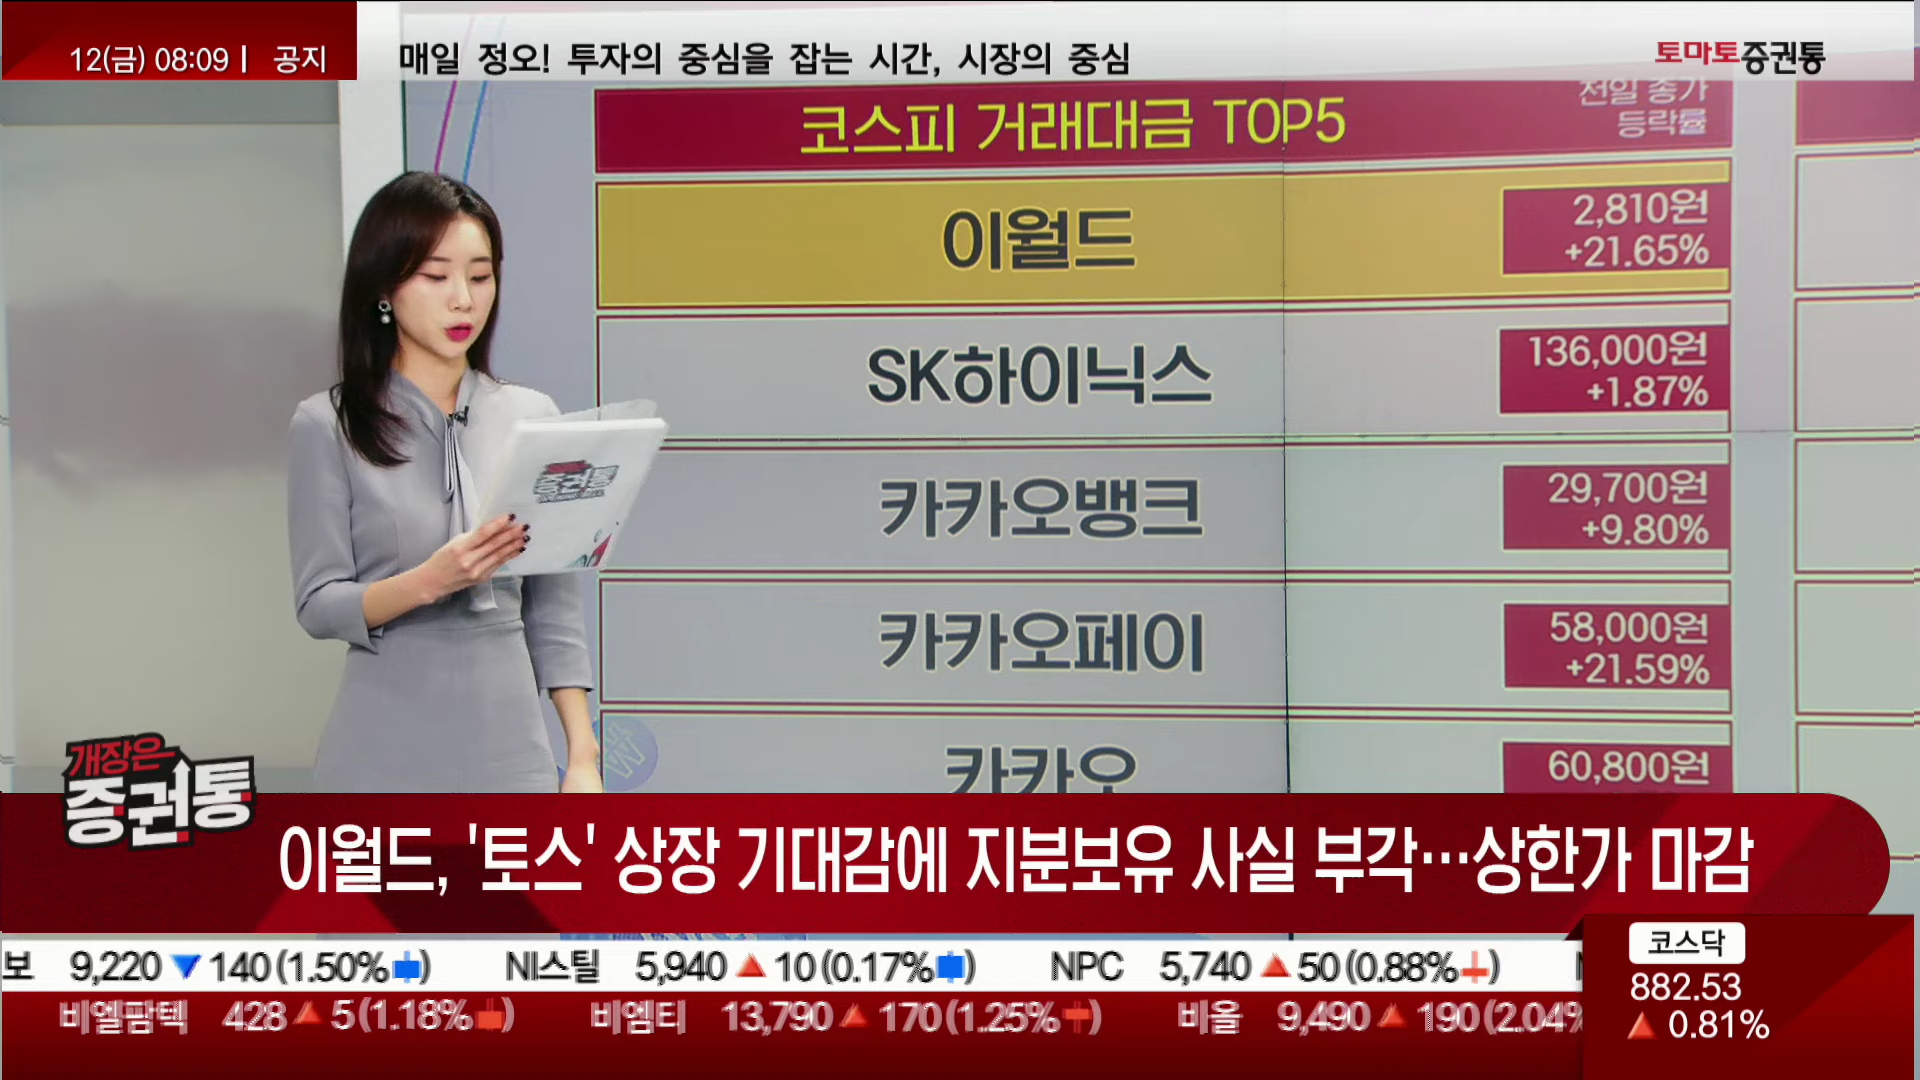 12(금) 08:09 | 공지
매일 정오! 투자의 중심을 잡는 시간, 시장의 중심
토마토증권통
코스피 거래대금 TOP5
전일 종가
등락률
이월드
2,810원
+21.65%
SK하이닉스
136,000원
+1.87%
카카오뱅크
29,700원
+9.80%
카카오페이
58,000원
+21.59%
카카오
60,800원
증권통
개장은
증권통
이월드, '토스' 상장 기대감에 지분보유 사실 부각…상한가 마감
보 9,220 ▼ 140 (1.50% ) NI스틸 5,940 ▲ 10 (0.17% ) NPC 5,740 ▲ 50 (0.88% )
비엘팜텍 428 ▲ 5 (1.18% ) 비엠티 13,790 ▲ 170 (1.25% ) 비올 9,490 ▲ 190 (2.04%
코스닥
882.53
▲ 0.81%